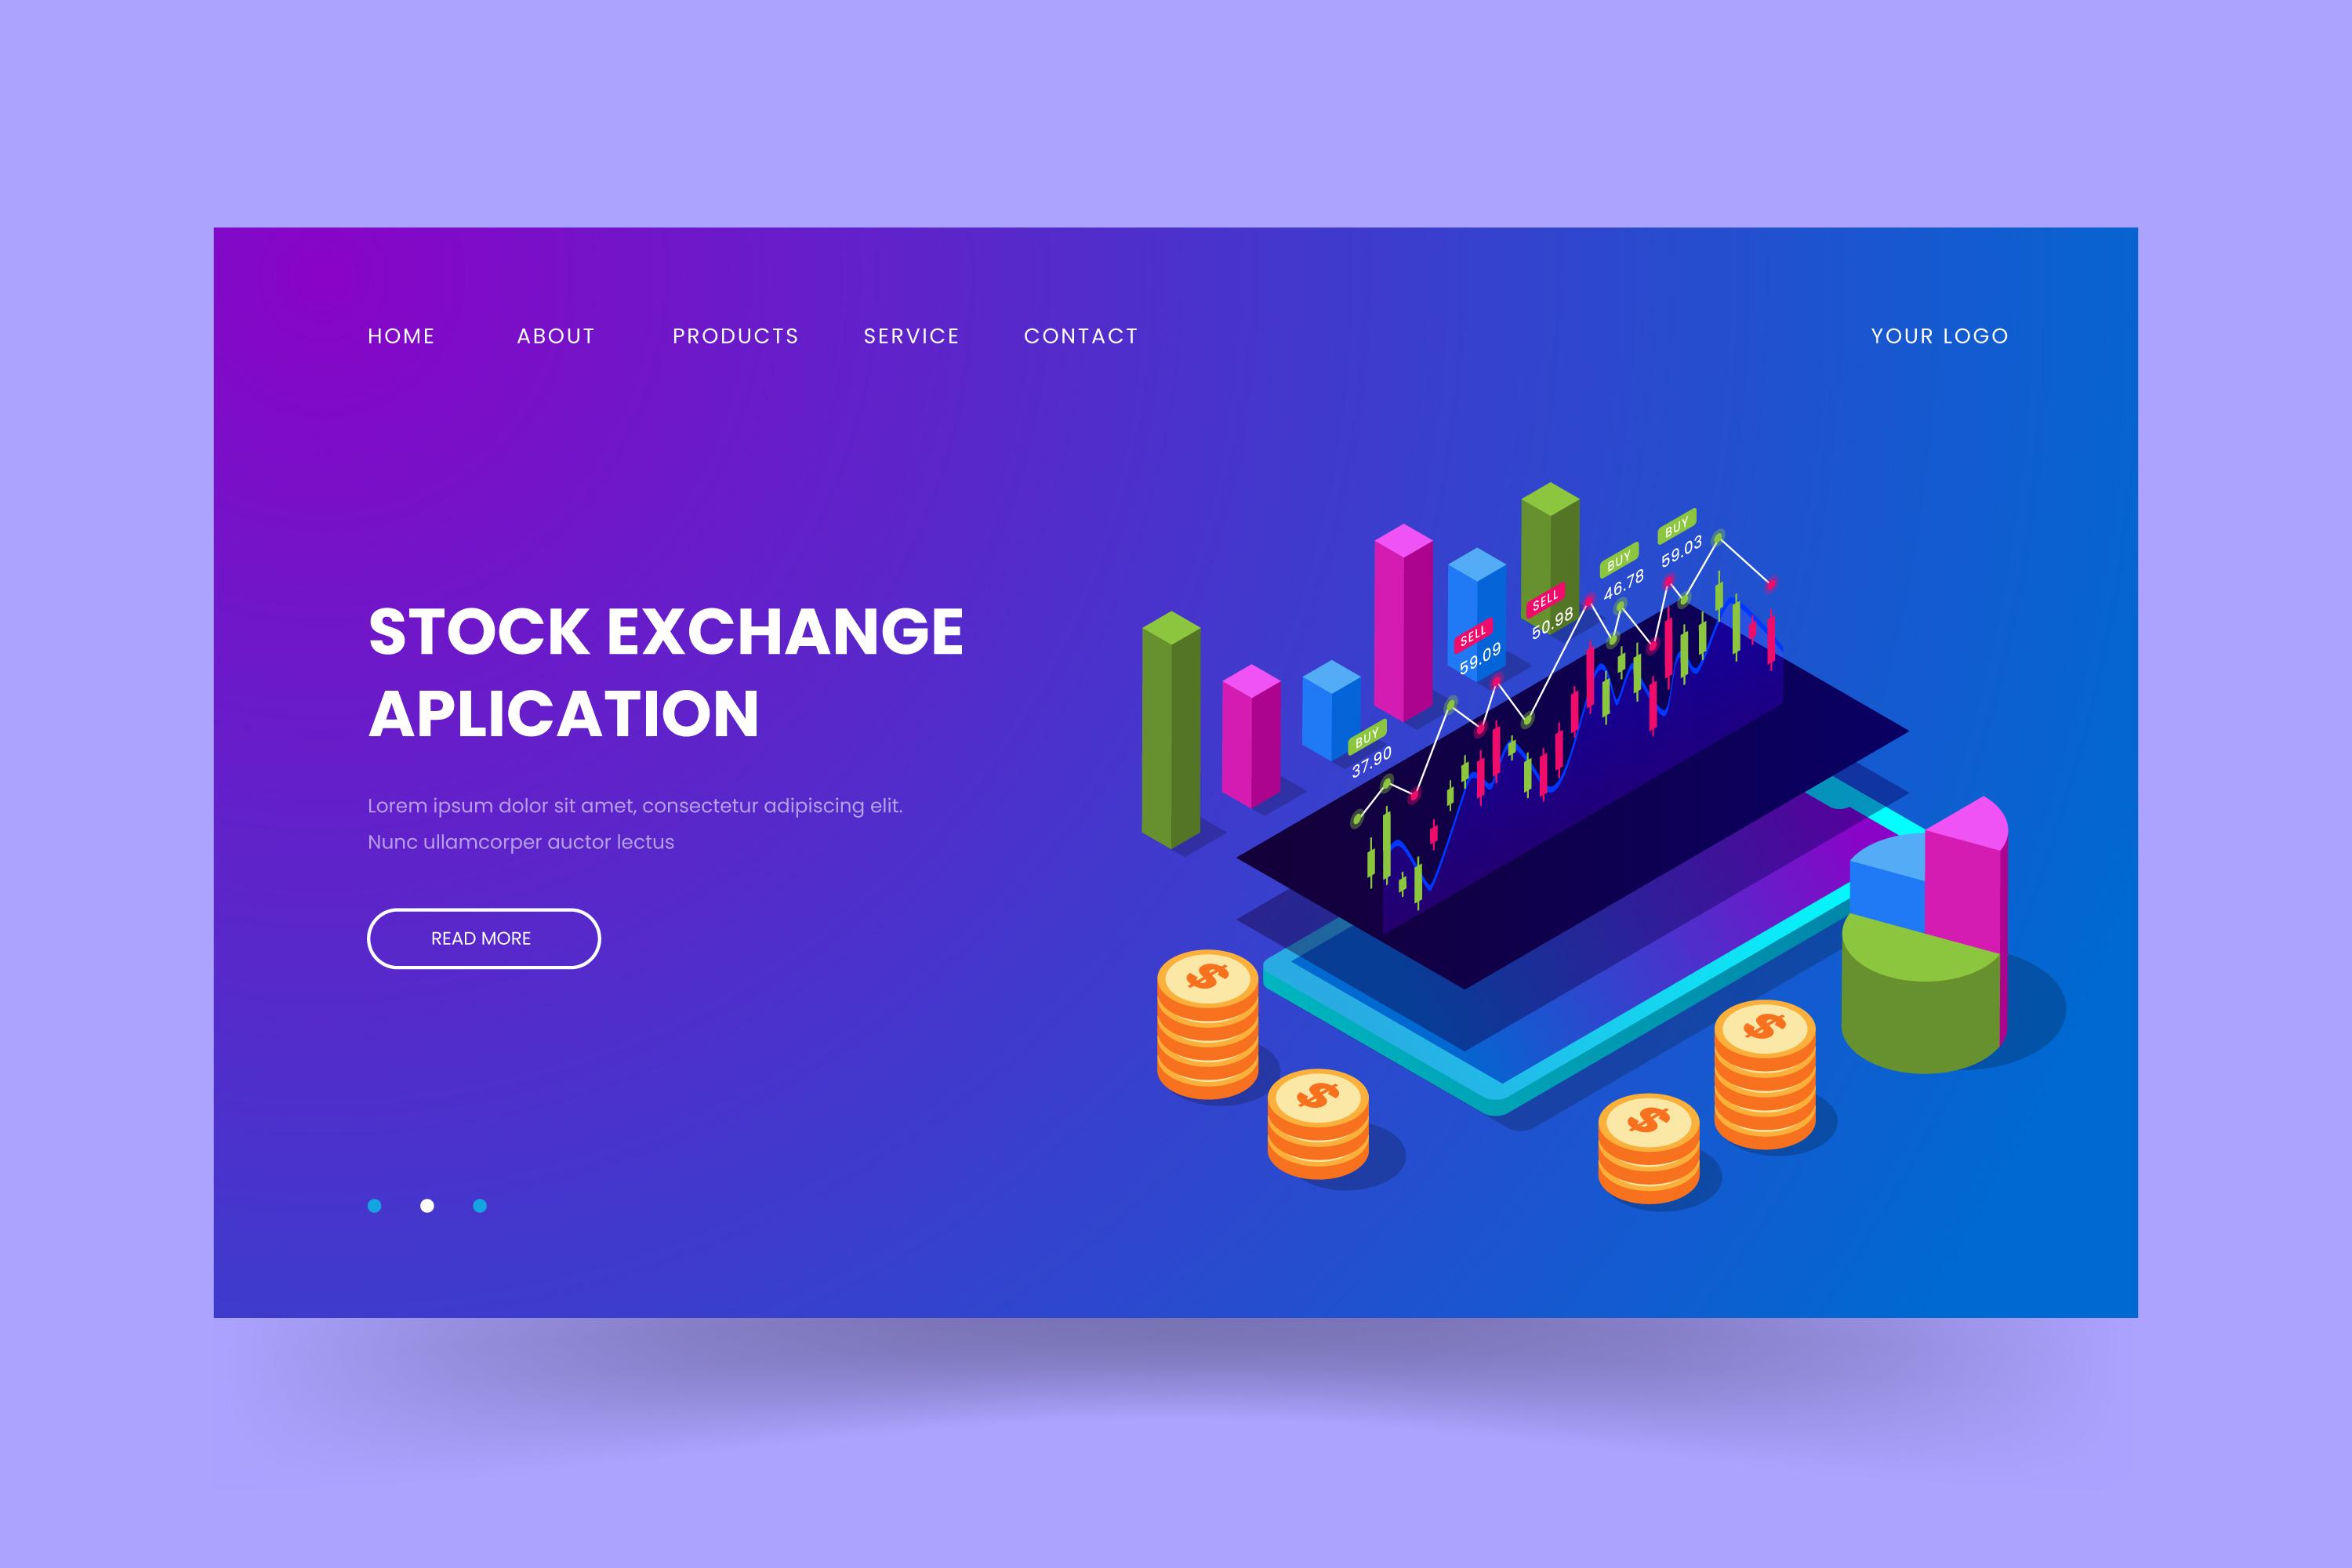 HOME ABOUT PRODUCTS SERVICE CONTACT YOUR LOGO
STOCK EXCHANGE
APLICATION
Lorem ipsum dolor sit amet, consectetur adipiscing elit.
Nunc ullamcorper auctor lectus
READ MORE
BUY
37.90
SELL
59.09
SELL
50.98
BUY
46.78
BUY
59.03
$
$
$
$